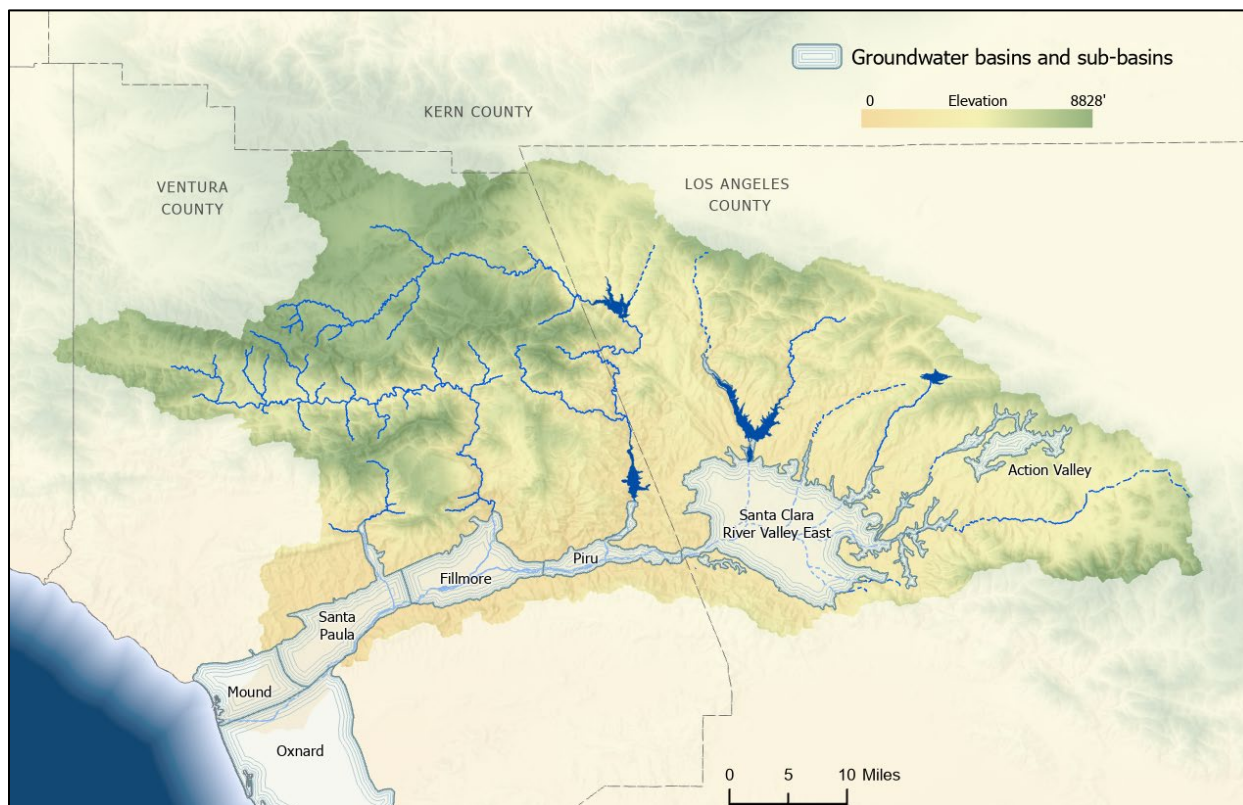 Groundwater basins and sub-basins
0 Elevation 8828'
KERN COUNTY
VENTURA
COUNTY
LOS ANGELES
COUNTY
Action Valley
Santa Clara
River Valley East
Piru
Fillmore
Santa
Paula
Mound
Oxnard
0 5 10 Miles